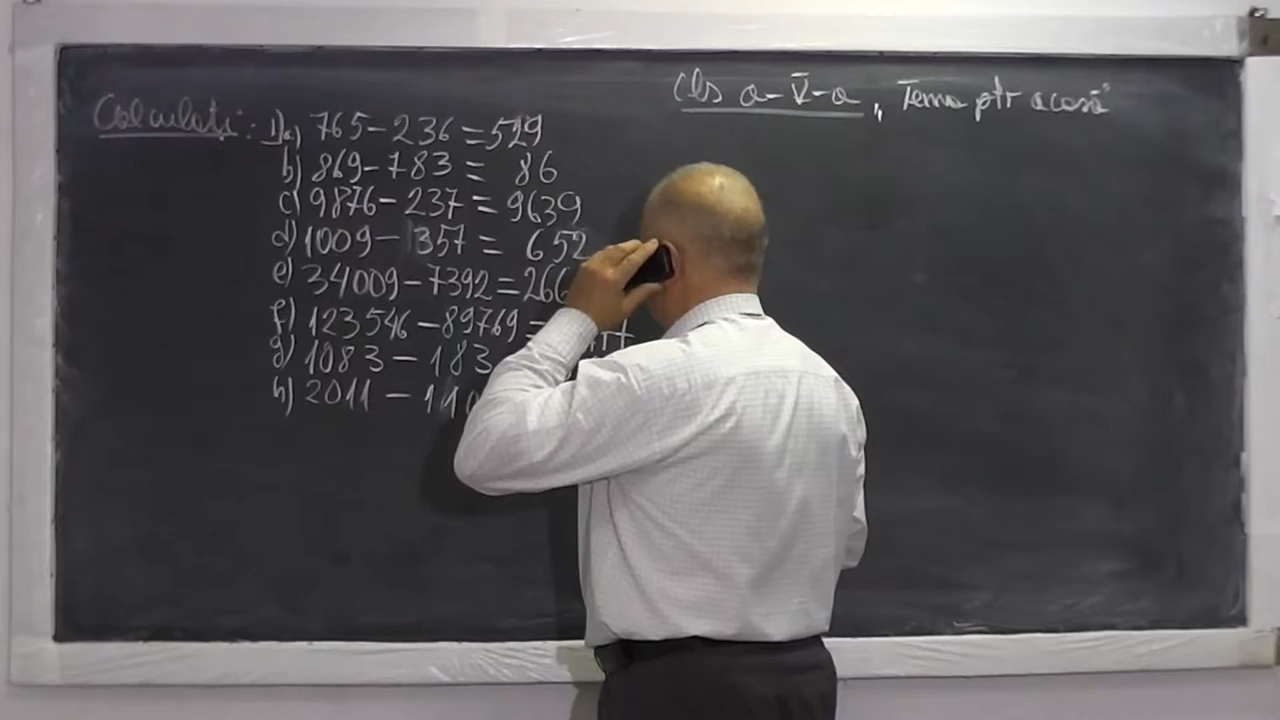 Cls a-V-a „Tema ptr acasă"
Calculați: 1)a) 765-236=529
b) 869-783= 86
c) 9876-237=9639
d) 1009-357= 652
e) 34009-7392=266
f) 123546-89769=
g) 1083-183
h) 2011-